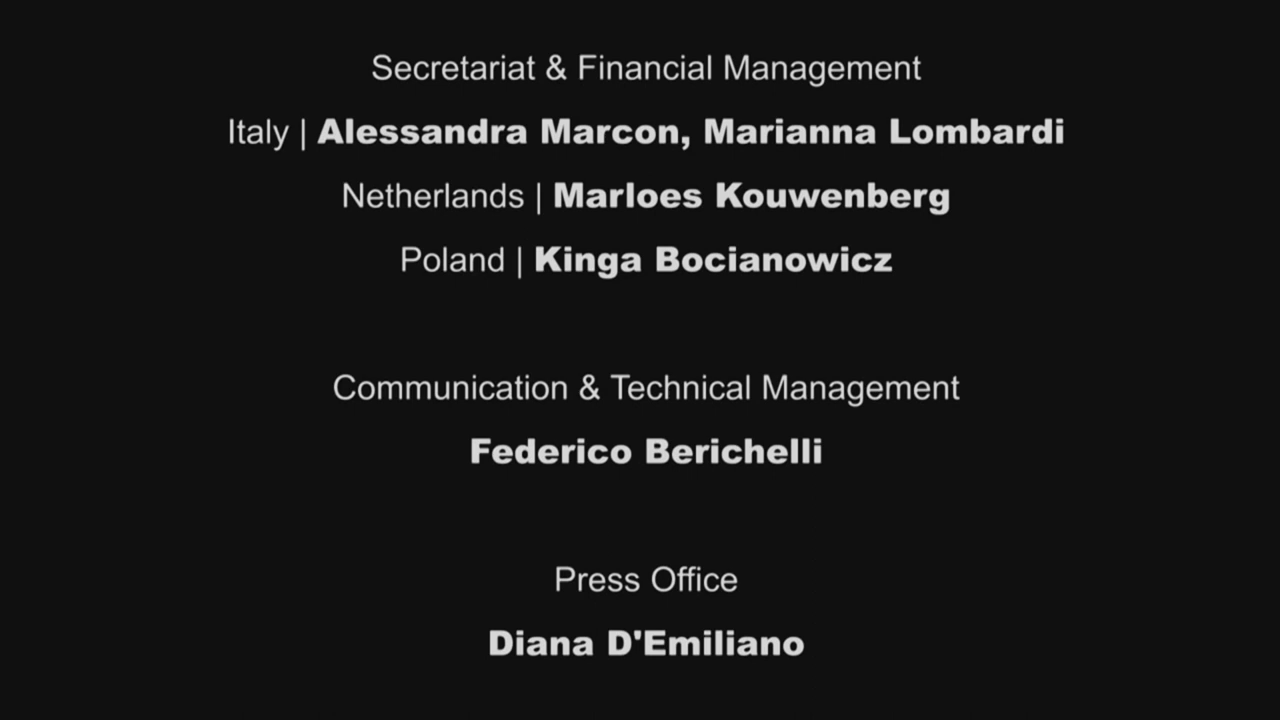 Secretariat & Financial Management
Italy | Alessandra Marcon, Marianna Lombardi
Netherlands | Marloes Kouwenberg
Poland | Kinga Bocianowicz
Communication & Technical Management
Federico Berichelli
Press Office
Diana D'Emiliano